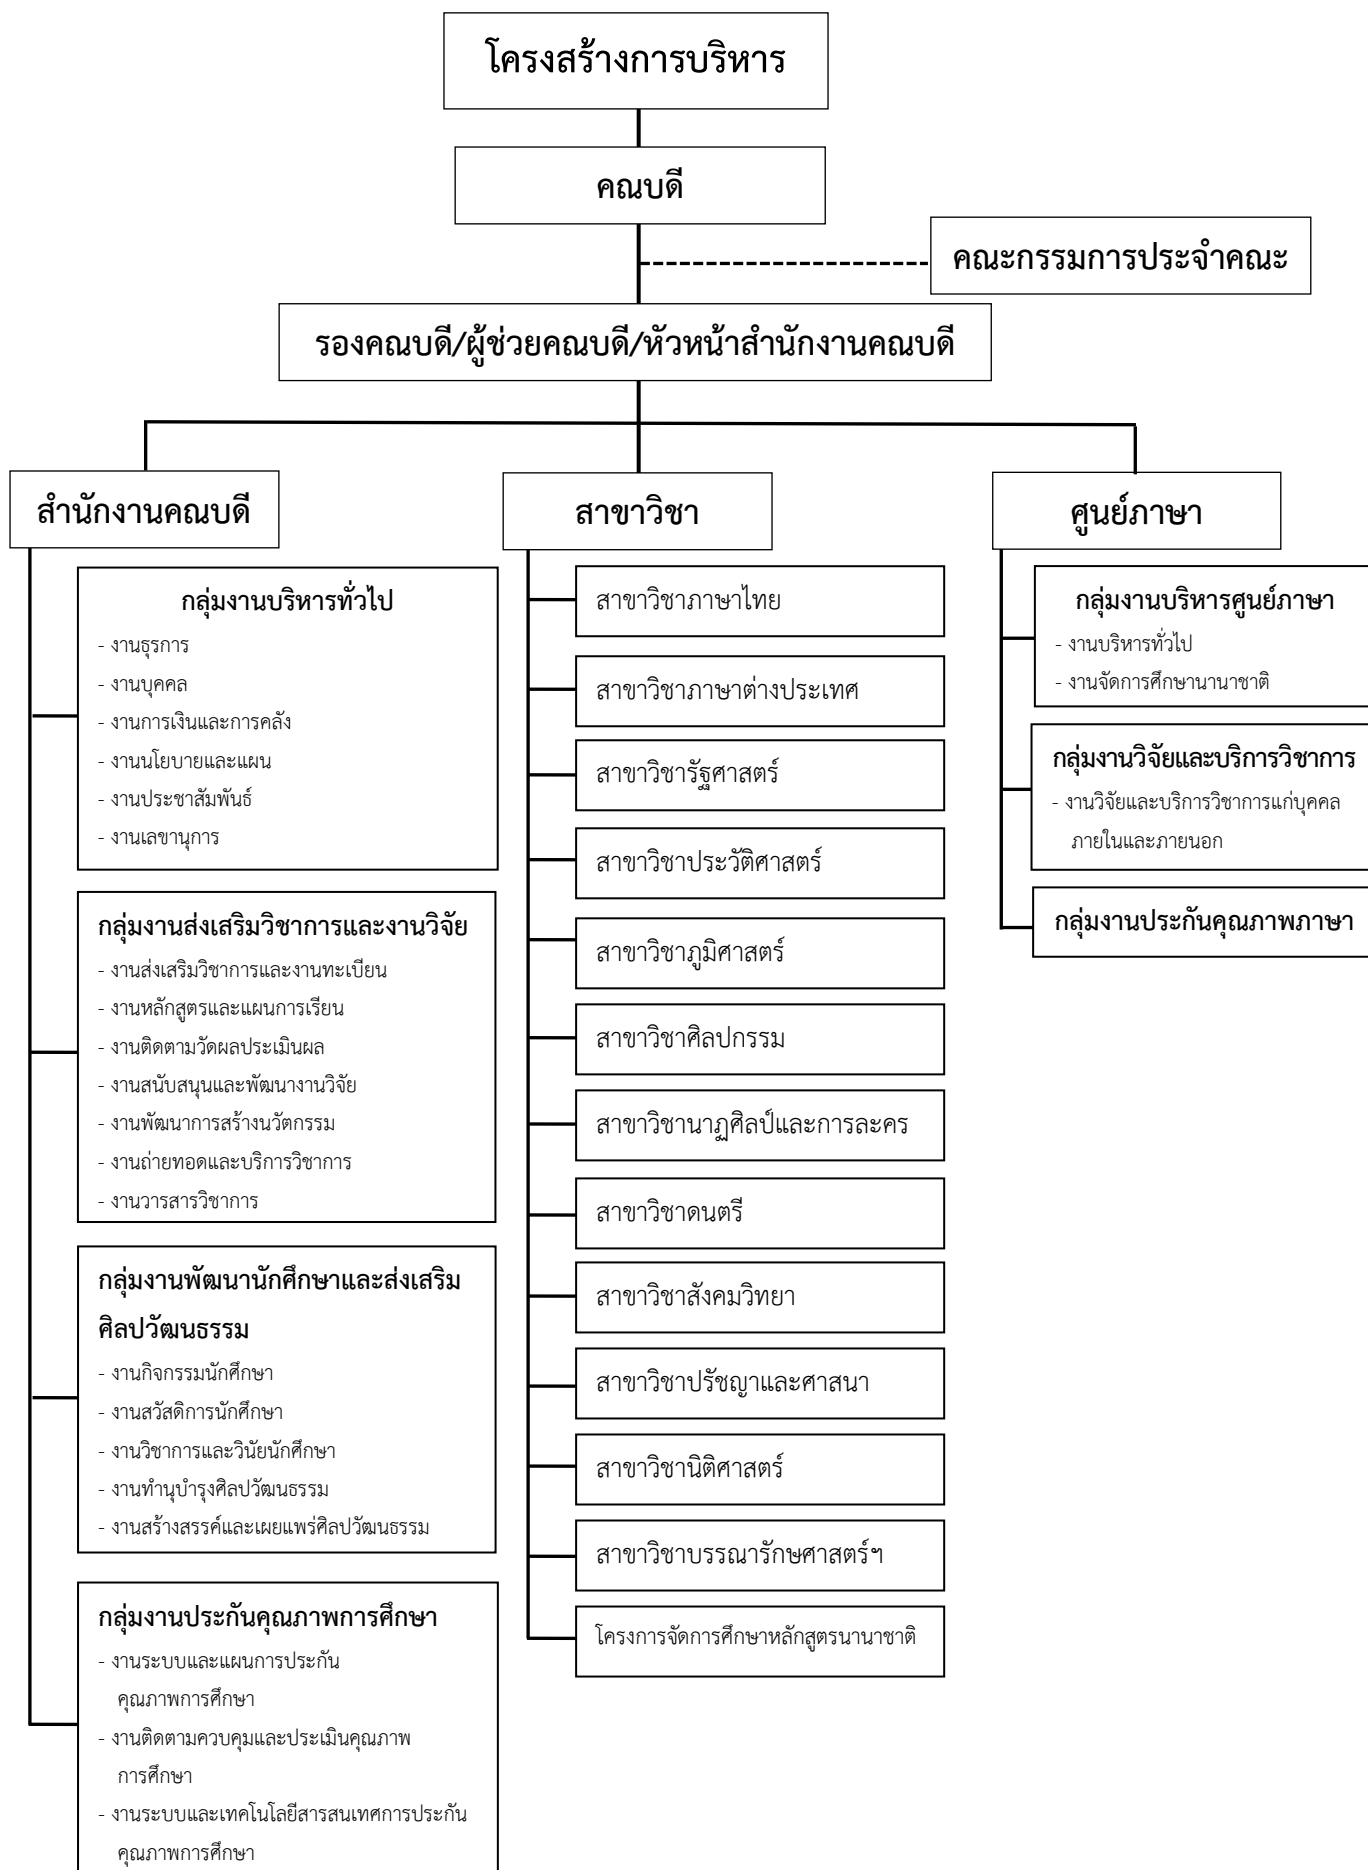 โครงสร้างการบริหาร
คณบดี
คณะกรรมการประจำคณะ
รองคณบดี/ผู้ช่วยคณบดี/หัวหน้าสำนักงานคณบดี
สำนักงานคณบดี
กลุ่มงานบริหารทั่วไป
- งานธุรการ
- งานบุคคล
- งานการเงินและการคลัง
- งานนโยบายและแผน
- งานประชาสัมพันธ์
- งานเลขานุการ
กลุ่มงานส่งเสริมวิชาการและงานวิจัย
- งานส่งเสริมวิชาการและงานทะเบียน
- งานหลักสูตรและแผนการเรียน
- งานติดตามวัดผลประเมินผล
- งานสนับสนุนและพัฒนางานวิจัย
- งานพัฒนาการสร้างนวัตกรรม
- งานถ่ายทอดและบริการวิชาการ
- งานวารสารวิชาการ
กลุ่มงานพัฒนานักศึกษาและส่งเสริม
ศิลปวัฒนธรรม
- งานกิจกรรมนักศึกษา
- งานสวัสดิการนักศึกษา
- งานวิชาการและวินัยนักศึกษา
- งานทำนุบำรุงศิลปวัฒนธรรม
- งานสร้างสรรค์และเผยแพร่ศิลปวัฒนธรรม
กลุ่มงานประกันคุณภาพการศึกษา
- งานระบบและแผนการประกัน
คุณภาพการศึกษา
- งานติดตามควบคุมและประเมินคุณภาพ
การศึกษา
- งานระบบและเทคโนโลยีสารสนเทศการประกัน
คุณภาพการศึกษา
สาขาวิชา
สาขาวิชาภาษาไทย
สาขาวิชาภาษาต่างประเทศ
สาขาวิชารัฐศาสตร์
สาขาวิชาประวัติศาสตร์
สาขาวิชาภูมิศาสตร์
สาขาวิชาศิลปกรรม
สาขาวิชานาฏศิลป์และการละคร
สาขาวิชาดนตรี
สาขาวิชาสังคมวิทยา
สาขาวิชาปรัชญาและศาสนา
สาขาวิชานิติศาสตร์
สาขาวิชาบรรณารักษศาสตร์ฯ
โครงการจัดการศึกษาหลักสูตรนานาชาติ
ศูนย์ภาษา
กลุ่มงานบริหารศูนย์ภาษา
- งานบริหารทั่วไป
- งานจัดการศึกษานานาชาติ
กลุ่มงานวิจัยและบริการวิชาการ
- งานวิจัยและบริการวิชาการแก่บุคคล
ภายในและภายนอก
กลุ่มงานประกันคุณภาพภาษา